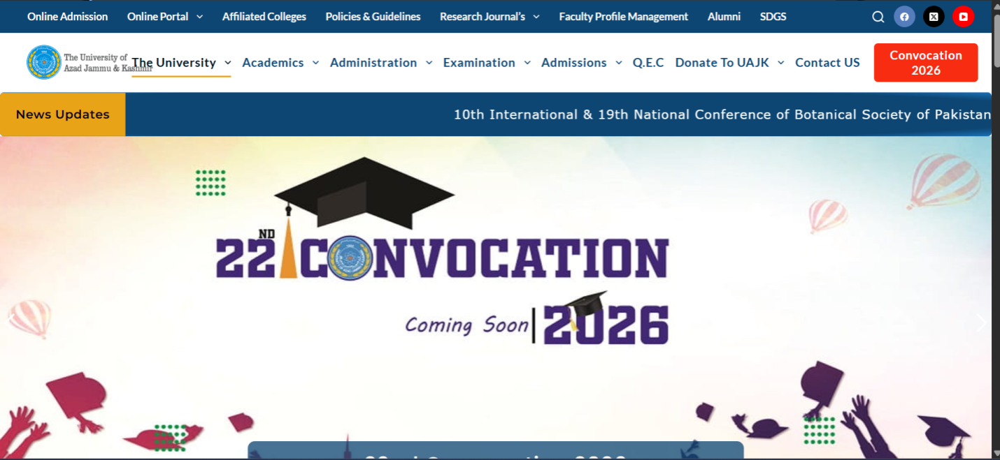 Online Admission Online Portal Affiliated Colleges Policies & Guidelines Research Journal's Faculty Profile Management Alumni SDGS
The University of
Azad Jammu & Kashmir
The University Academics Administration Examination Admissions Q.E.C Donate To UAJK Contact US
Convocation
2026
News Updates
10th International & 19th National Conference of Botanical Society of Pakistan
22ND CONVOCATION
Coming Soon 2026